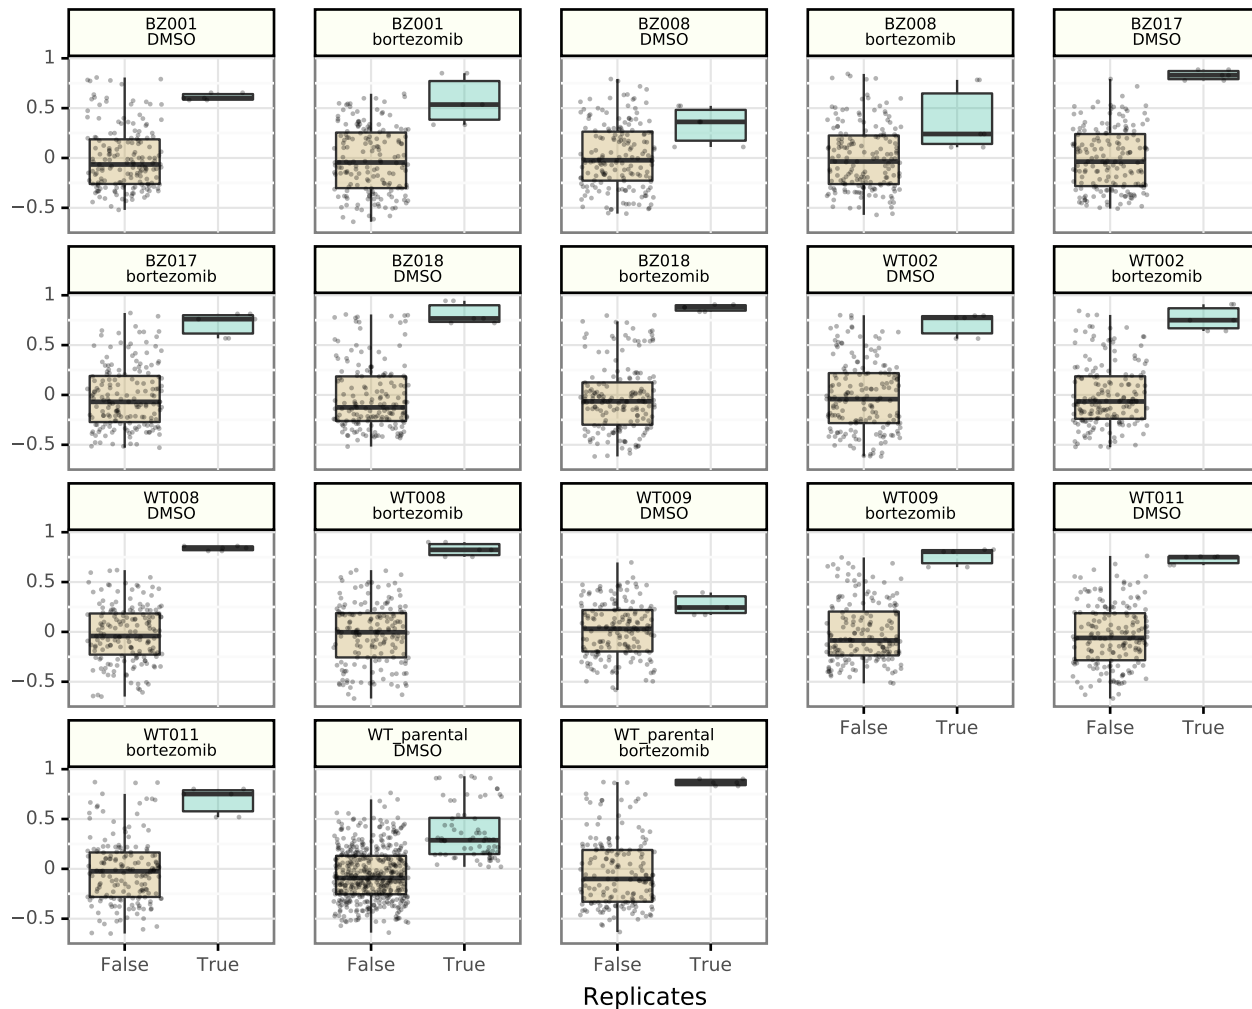 BZ001
DMSO
BZ001
bortezomib
BZ008
DMSO
BZ008
bortezomib
BZ017
DMSO
1
0.5
0
−0.5
BZ017
bortezomib
BZ018
DMSO
BZ018
bortezomib
WT002
DMSO
WT002
bortezomib
1
0.5
0
−0.5
WT008
DMSO
WT008
bortezomib
WT009
DMSO
WT009
bortezomib
WT011
DMSO
1
0.5
0
−0.5
False True
False True
WT011
bortezomib
WT_parental
DMSO
WT_parental
bortezomib
1
0.5
0
−0.5
False True
False True
False True
Replicates